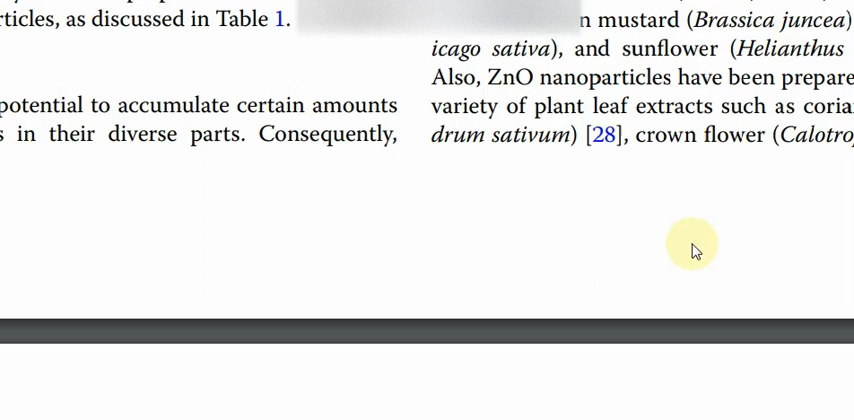 rticles, as discussed in Table 1.
potential to accumulate certain amounts
s in their diverse parts. Consequently,
n mustard (Brassica juncea)
icago sativa), and sunflower (Helianthus
Also, ZnO nanoparticles have been prepare
variety of plant leaf extracts such as coria
drum sativum) [28], crown flower (Calotrop